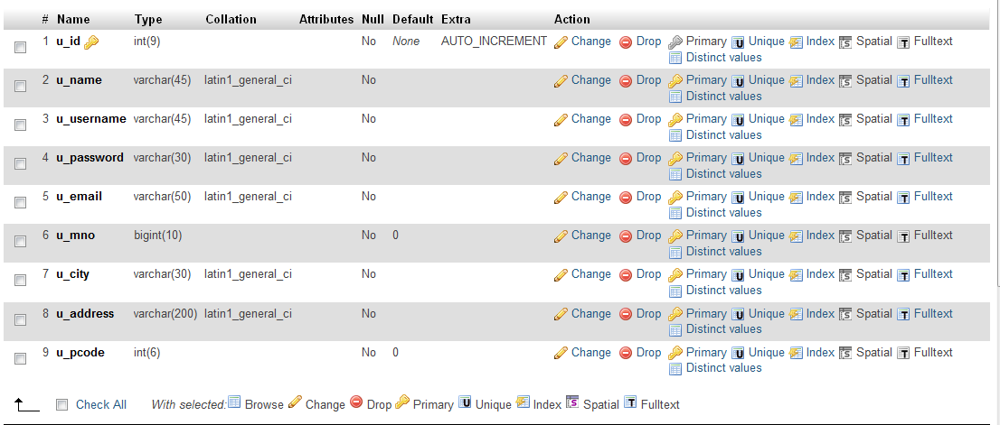 # Name Type Collation Attributes Null Default Extra Action
1 u_id int(9) No None AUTO_INCREMENT Change Drop Primary Unique Index Spatial Fulltext
Distinct values
2 u_name varchar(45) latin1_general_ci No Change Drop Primary Unique Index Spatial Fulltext
Distinct values
3 u_username varchar(45) latin1_general_ci No Change Drop Primary Unique Index Spatial Fulltext
Distinct values
4 u_password varchar(30) latin1_general_ci No Change Drop Primary Unique Index Spatial Fulltext
Distinct values
5 u_email varchar(50) latin1_general_ci No Change Drop Primary Unique Index Spatial Fulltext
Distinct values
6 u_mno bigint(10) No 0 Change Drop Primary Unique Index Spatial Fulltext
Distinct values
7 u_city varchar(30) latin1_general_ci No Change Drop Primary Unique Index Spatial Fulltext
Distinct values
8 u_address varchar(200) latin1_general_ci No Change Drop Primary Unique Index Spatial Fulltext
Distinct values
9 u_pcode int(6) No 0 Change Drop Primary Unique Index Spatial Fulltext
Distinct values
Check All With selected: Browse Change Drop Primary Unique Index Spatial Fulltext